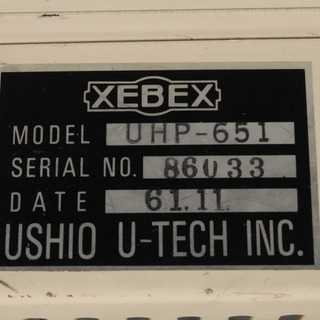 XEBEX
MODEL UHP-651
SERIAL NO. 86033
DATE 61.11
USHIO U-TECH INC.